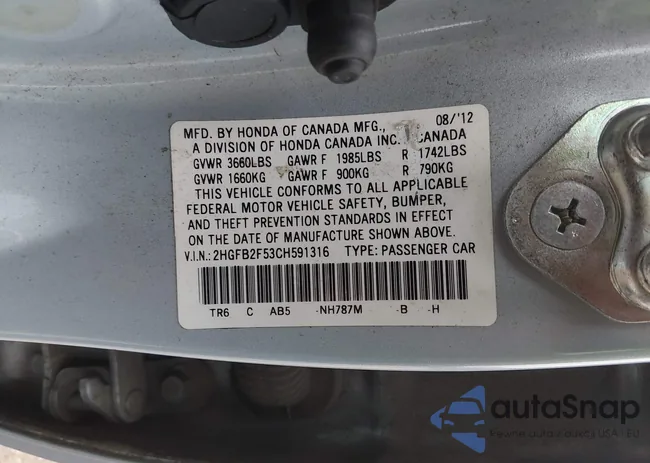 MFD. BY HONDA OF CANADA MFG., 08/'12
A DIVISION OF HONDA CANADA INC. CANADA
GVWR 3660LBS GAWR F 1985LBS R 1742LBS
GVWR 1660KG GAWR F 900KG R 790KG
THIS VEHICLE CONFORMS TO ALL APPLICABLE
FEDERAL MOTOR VEHICLE SAFETY, BUMPER,
AND THEFT PREVENTION STANDARDS IN EFFECT
ON THE DATE OF MANUFACTURE SHOWN ABOVE.
V.I.N.: 2HGFB2F53CH591316 TYPE: PASSENGER CAR
TR6 C AB5 -NH787M -B -H
autoSnap